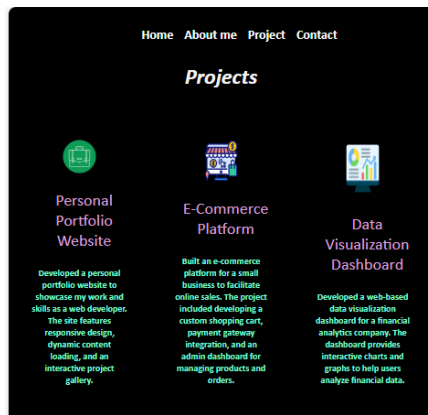 Home About me Project Contact
Projects
Personal
Portfolio
Website
Developed a personal
portfolio website to
showcase my work and
skills as a web developer.
The site features
responsive design,
dynamic content
loading, and an
interactive project
gallery.
E-Commerce
Platform
Built an e-commerce
platform for a small
business to facilitate
online sales. The project
included developing a
custom shopping cart,
payment gateway
integration, and an
admin dashboard for
managing products and
orders.
Data
Visualization
Dashboard
Developed a web-based
data visualization
dashboard for a financial
analytics company. The
dashboard provides
interactive charts and
graphs to help users
analyze financial data.